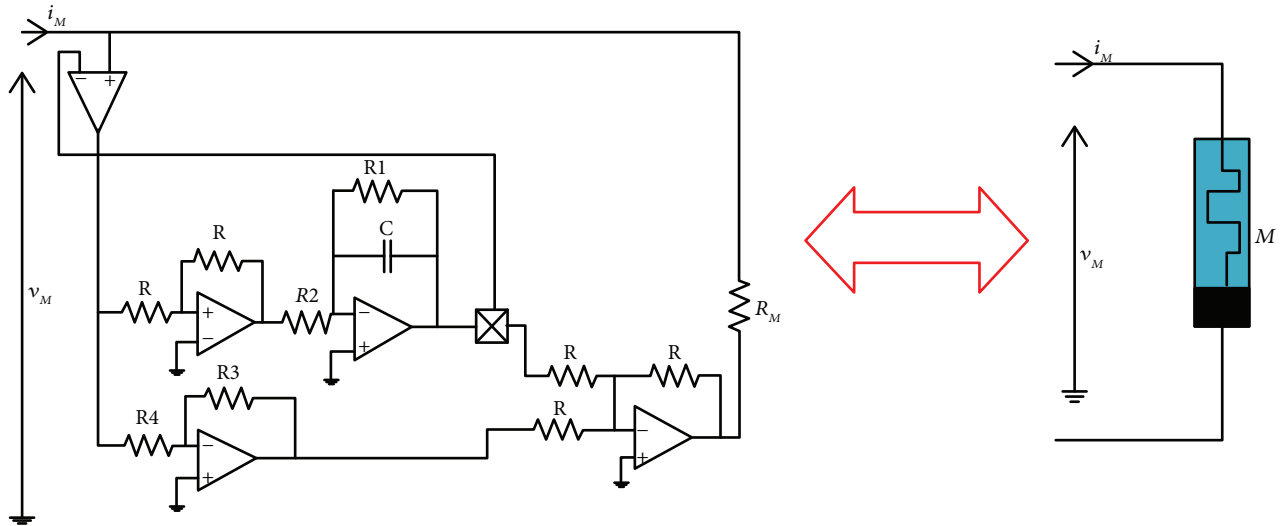 i_M
− +
R1
C
R
R
+
−
R2
−
+
v_M
R3
R4
−
+
R
R
R
−
+
R_M
i_M
v_M
M